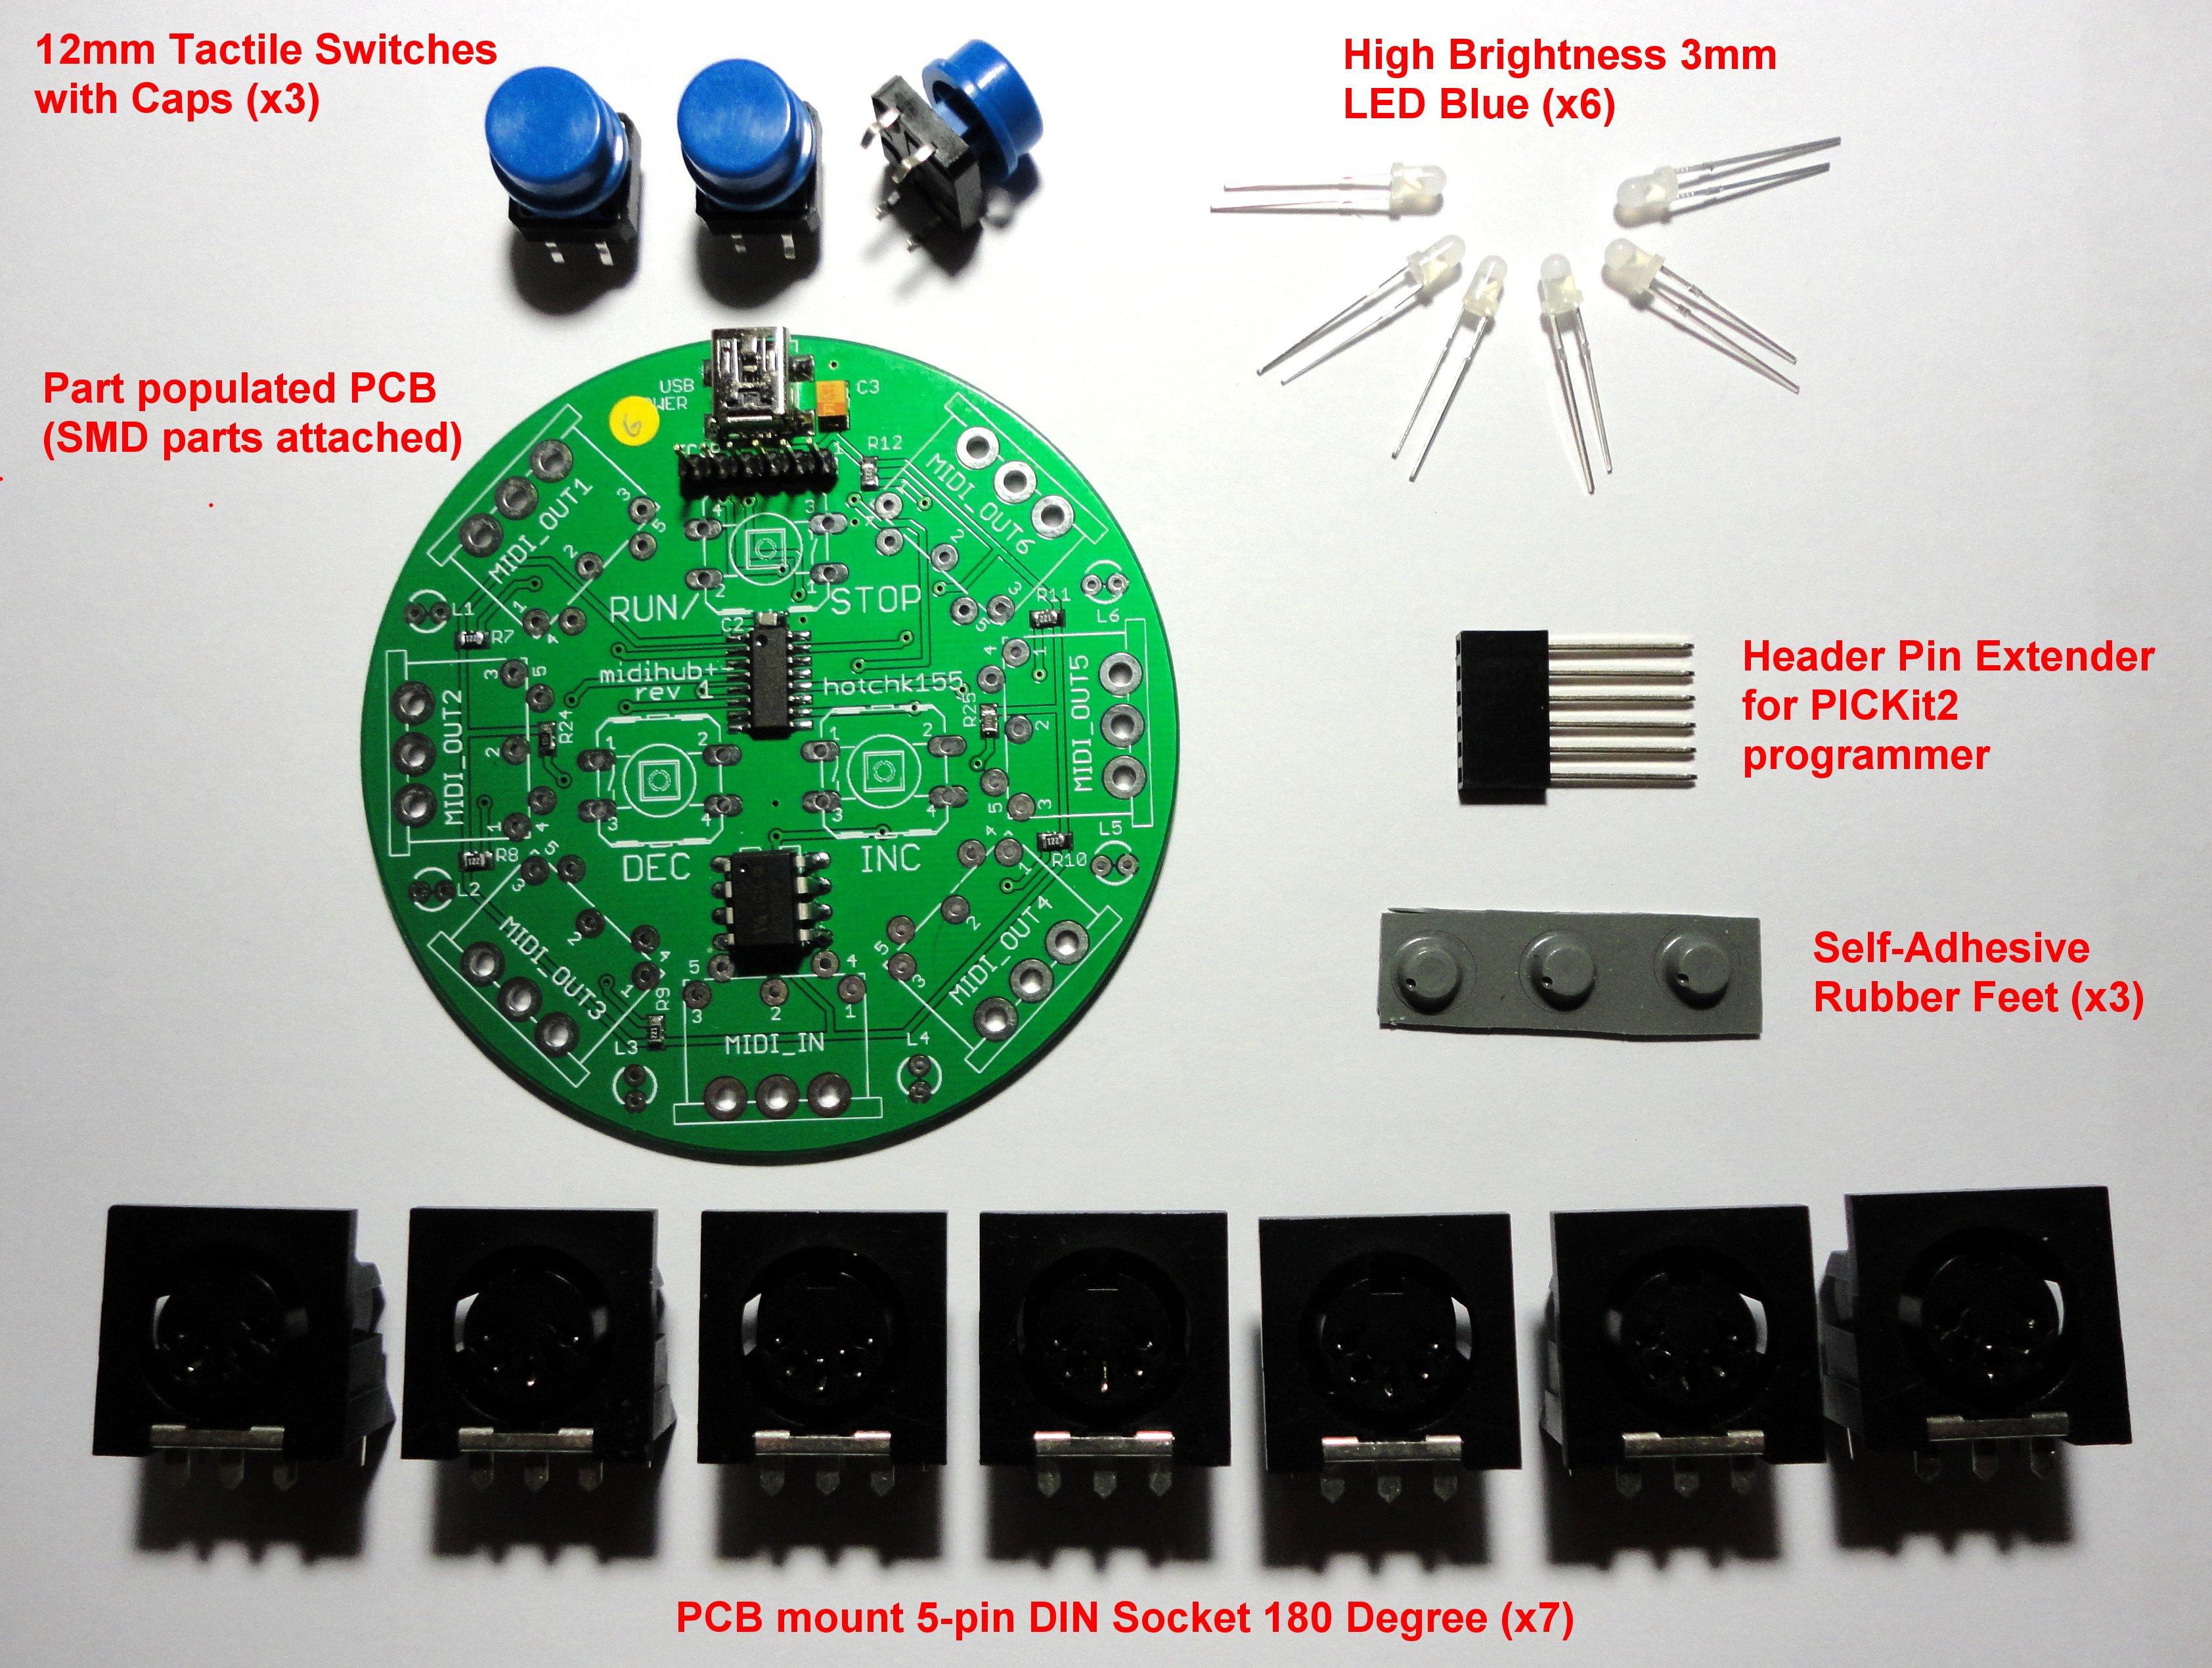 12mm Tactile Switches
with Caps (x3)
High Brightness 3mm
LED Blue (x6)
Part populated PCB
(SMD parts attached)
USB
C3
6
R12
MIDI_OUT1
MIDI_OUT6
RUN/
STOP
C2
L1
R7
R11
L6
midihub+
rev 1
hotchk155
MIDI_OUT2
R24
R25
MIDI_OUT5
DEC
INC
R8
L2
R10
L5
MIDI_OUT3
MIDI_OUT4
R9
L3
MIDI_IN
L4
Header Pin Extender
for PICKit2
programmer
Self-Adhesive
Rubber Feet (x3)
PCB mount 5-pin DIN Socket 180 Degree (x7)